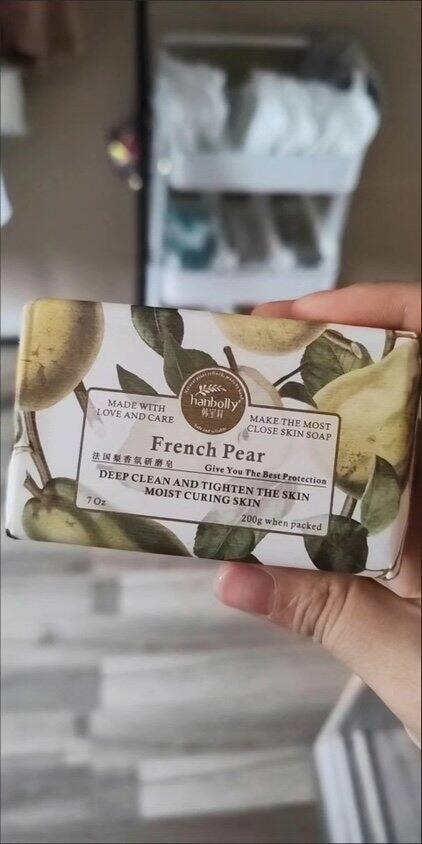 hanbolly
韩宝莉
MADE WITH
LOVE AND CARE
MAKE THE MOST
CLOSE SKIN SOAP
French Pear
法国梨香氛研磨皂
Give You The Best Protection
DEEP CLEAN AND TIGHTEN THE SKIN
MOIST CURING SKIN
7 Oz
200g when packed